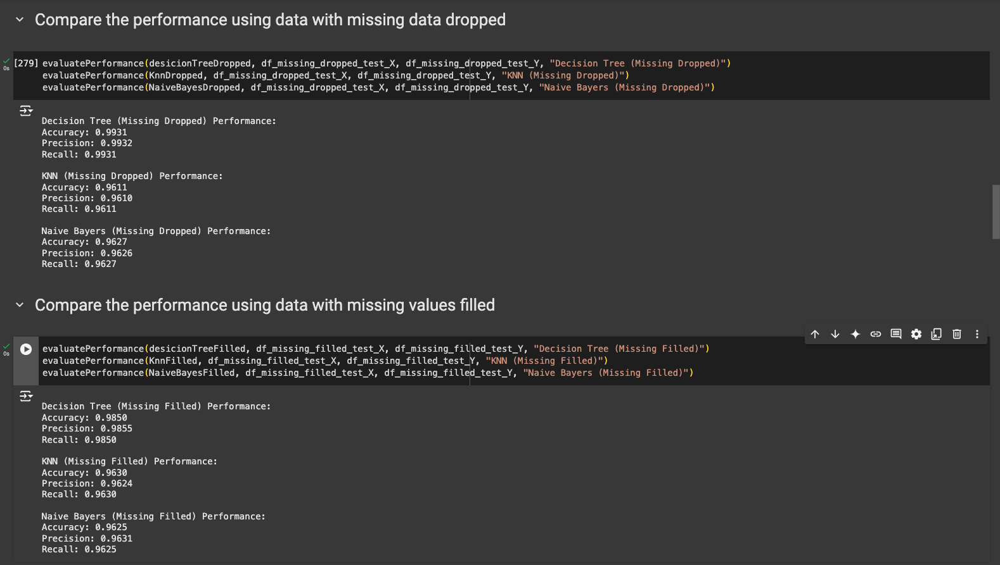 Compare the performance using data with missing data dropped
0s
[279] evaluatePerformance(desicionTreeDropped, df_missing_dropped_test_X, df_missing_dropped_test_Y, "Decision Tree (Missing Dropped)")
evaluatePerformance(KnnDropped, df_missing_dropped_test_X, df_missing_dropped_test_Y, "KNN (Missing Dropped)")
evaluatePerformance(NaiveBayesDropped, df_missing_dropped_test_X, df_missing_dropped_test_Y, "Naive Bayers (Missing Dropped)")
Decision Tree (Missing Dropped) Performance:
Accuracy: 0.9931
Precision: 0.9932
Recall: 0.9931
KNN (Missing Dropped) Performance:
Accuracy: 0.9611
Precision: 0.9610
Recall: 0.9611
Naive Bayers (Missing Dropped) Performance:
Accuracy: 0.9627
Precision: 0.9626
Recall: 0.9627
Compare the performance using data with missing values filled
0s
evaluatePerformance(desicionTreeFilled, df_missing_filled_test_X, df_missing_filled_test_Y, "Decision Tree (Missing Filled)")
evaluatePerformance(KnnFilled, df_missing_filled_test_X, df_missing_filled_test_Y, "KNN (Missing Filled)")
evaluatePerformance(NaiveBayesFilled, df_missing_filled_test_X, df_missing_filled_test_Y, "Naive Bayers (Missing Filled)")
Decision Tree (Missing Filled) Performance:
Accuracy: 0.9850
Precision: 0.9855
Recall: 0.9850
KNN (Missing Filled) Performance:
Accuracy: 0.9630
Precision: 0.9624
Recall: 0.9630
Naive Bayers (Missing Filled) Performance:
Accuracy: 0.9625
Precision: 0.9631
Recall: 0.9625